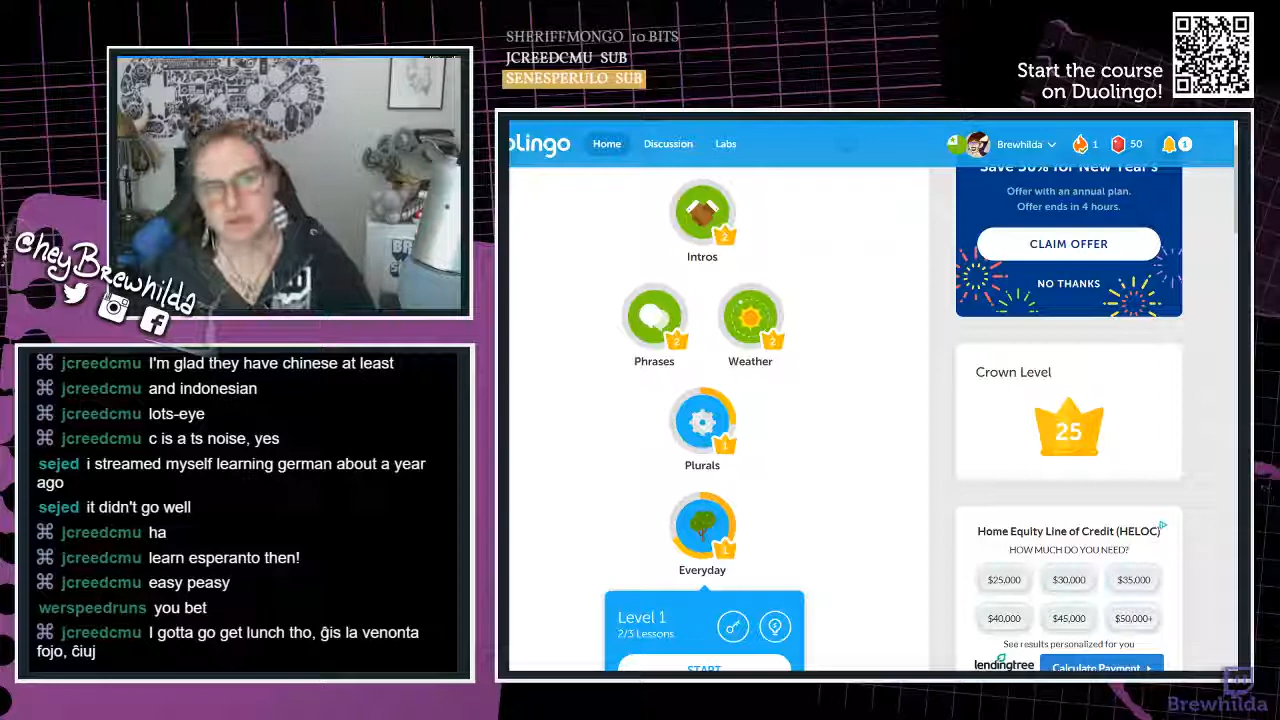 SHERIFFMONGO 10 BITS
JCREEDCMU SUB
SENESPERULO SUB
Start the course
on Duolingo!
@heyBrewhilda
olingo
Home
Discussion
Labs
Brewhilda
1
50
1
Save 50% for New Year's
Offer with an annual plan.
Offer ends in 4 hours.
CLAIM OFFER
NO THANKS
2
Intros
2
Phrases
2
Weather
1
Plurals
1
Everyday
Level 1
2/3 Lessons
START
Crown Level
25
Home Equity Line of Credit (HELOC)
HOW MUCH DO YOU NEED?
$25,000
$30,000
$35,000
$40,000
$45,000
$50,000+
See results personalized for you
lendingtree
Calculate Payment
jcreedcmu I'm glad they have chinese at least
jcreedcmu and indonesian
jcreedcmu lots-eye
jcreedcmu c is a ts noise, yes
sejed i streamed myself learning german about a year
ago
sejed it didn't go well
jcreedcmu ha
jcreedcmu learn esperanto then!
jcreedcmu easy peasy
werspeedruns you bet
jcreedcmu I gotta go get lunch tho, ĝis la venonta
fojo, ĉiuj
Brewhilda